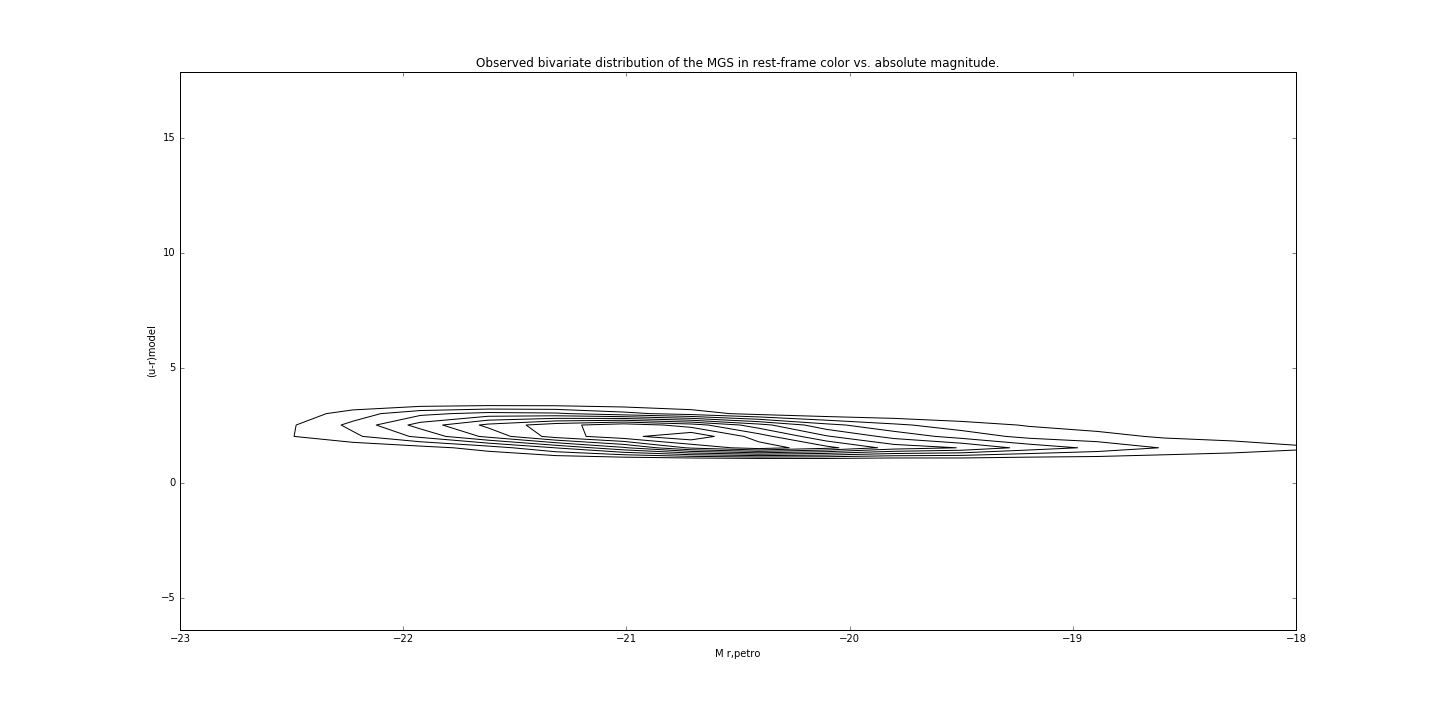 Observed bivariate distribution of the MGS in rest-frame color vs. absolute magnitude.
15
10
5
0
−5
(u-r)model
−23 −22 −21 −20 −19 −18
M r,petro